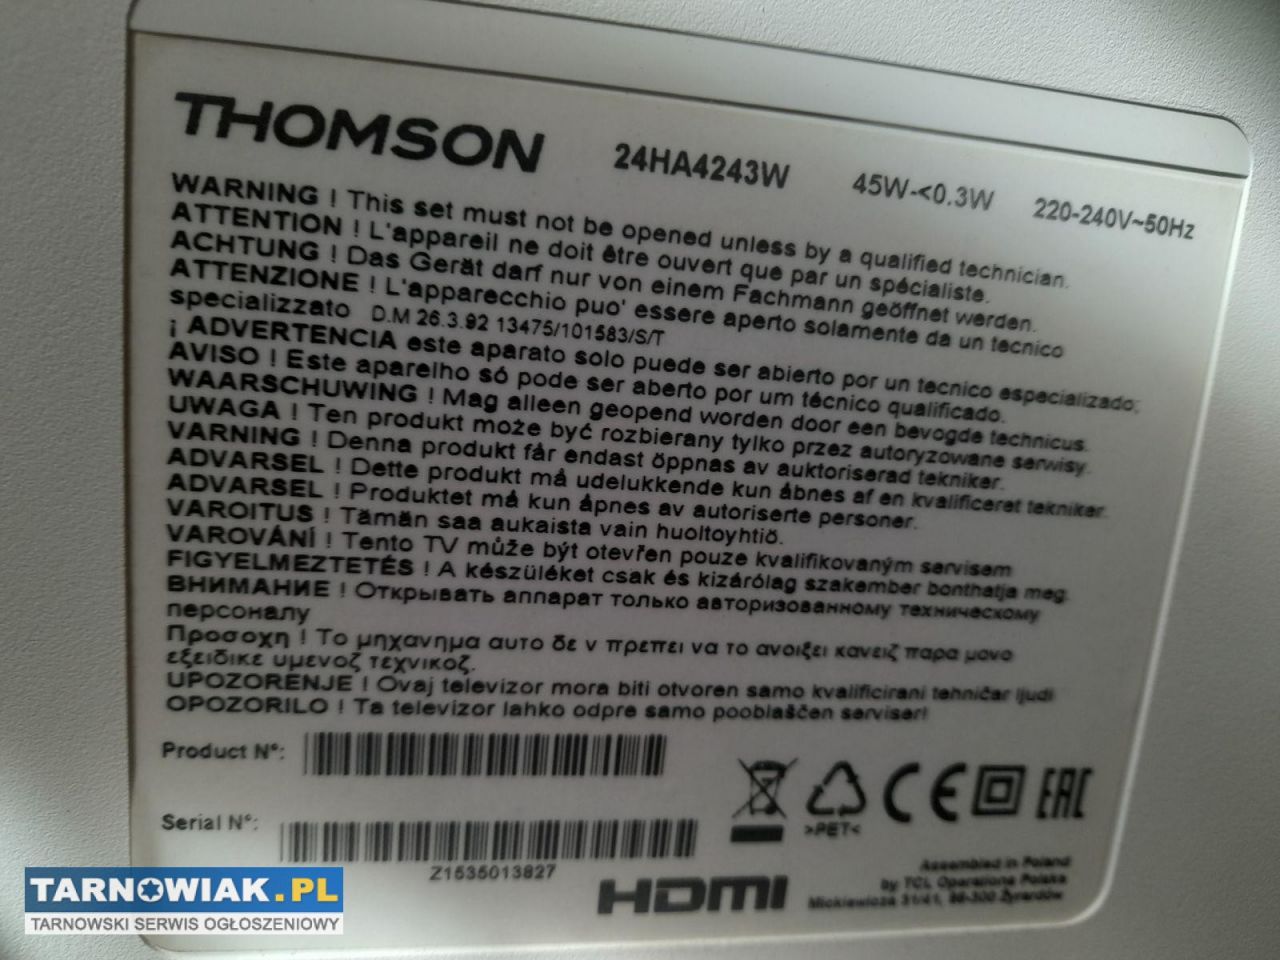 THOMSON 24HA4243W 45W-<0.3W 220-240V~50Hz
WARNING ! This set must not be opened unless by a qualified technician.
ATTENTION ! L'appareil ne doit être ouvert que par un spécialiste.
ACHTUNG ! Das Gerät darf nur von einem Fachmann geöffnet werden.
ATTENZIONE ! L'apparecchio puo' essere aperto solamente da un tecnico
specializzato D.M 26.3.92 13475/101583/S/T
¡ ADVERTENCIA este aparato solo puede ser abierto por un tecnico especializado;
AVISO ! Este aparelho só pode ser aberto por um técnico qualificado.
WAARSCHUWING ! Mag alleen geopend worden door een bevogde technicus.
UWAGA ! Ten produkt może być rozbierany tylko przez autoryzowane serwisy.
VARNING ! Denna produkt får endast öppnas av auktoriserad tekniker.
ADVARSEL ! Dette produkt må udelukkende kun åbnes af en kvalificeret tekniker.
ADVARSEL ! Produktet må kun åpnes av autoriserte personer.
VAROITUS ! Tämän saa aukaista vain huoltoyhtiö.
VAROVÁNÍ ! Tento TV může být otevřen pouze kvalifikovaným servisem
FIGYELMEZTETÉS ! A készüléket csak és kizárólag szakember bonthatja meg.
ВНИМАНИЕ ! Открывать аппарат только авторизованному техническому
персоналу
Προσοχη ! Το μηχανημα αυτο δε ν πρεπει να το ανοιξει κανειζ παρα μονο
εξειδικε υμενοζ τεχνικοζ.
UPOZORENJE ! Ovaj televizor mora biti otvoren samo kvalificirani tehničar ljudi
OPOZORILO ! Ta televizor lahko odpre samo pooblaščen serviser!
Product N°:
Serial N°:
Z1535013827
>PET<
CE EAC
HDMI
Assembled in Poland
by TCL Operations Polska
Mickiewicza 31/41, 96-300 Żyrardów
TARNOWIAK.PL
TARNOWSKI SERWIS OGŁOSZENIOWY